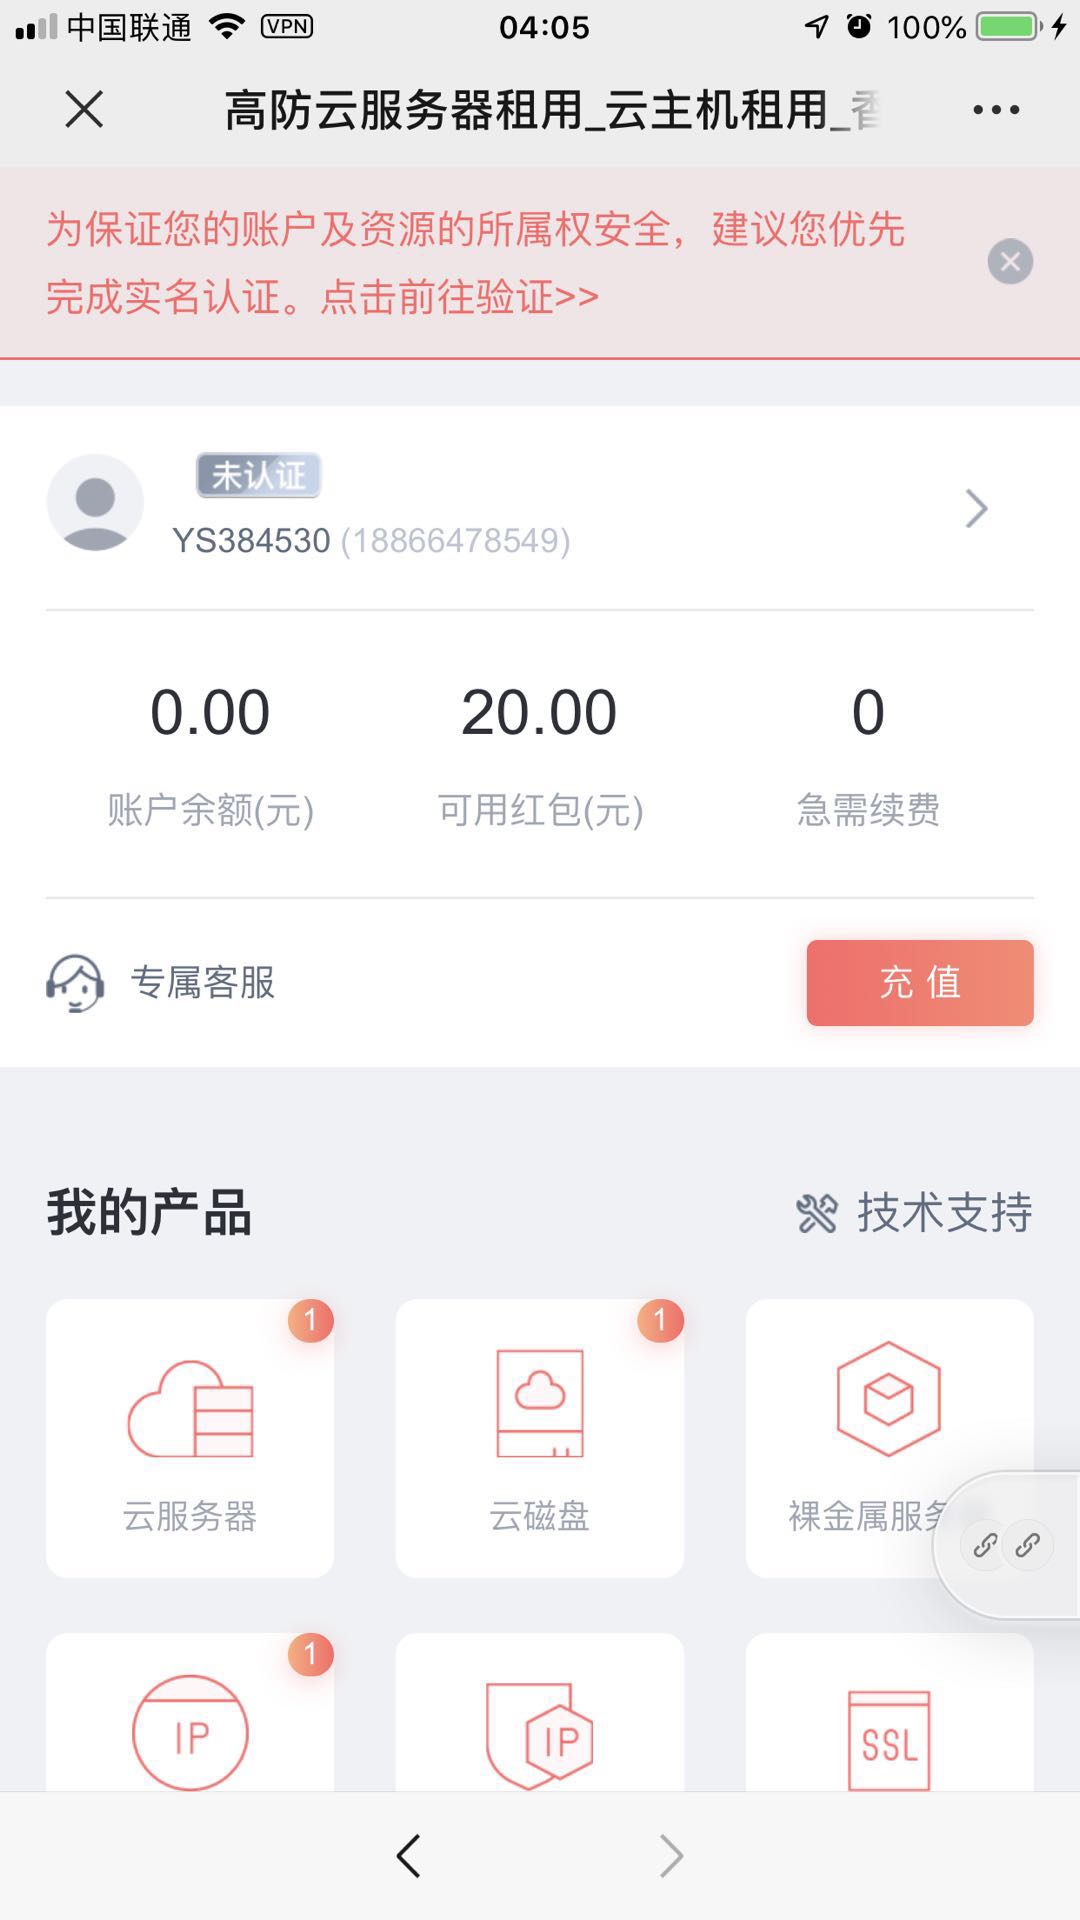 中国联通 VPN 04:05 100%
高防云服务器租用_云主机租用_香
为保证您的账户及资源的所属权安全，建议您优先
完成实名认证。点击前往验证>>
未认证
YS384530 (18866478549)
0.00 20.00 0
账户余额(元) 可用红包(元) 急需续费
专属客服 充值
我的产品 技术支持
1 1
云服务器 云磁盘 裸金属服务
1
IP IP SSL